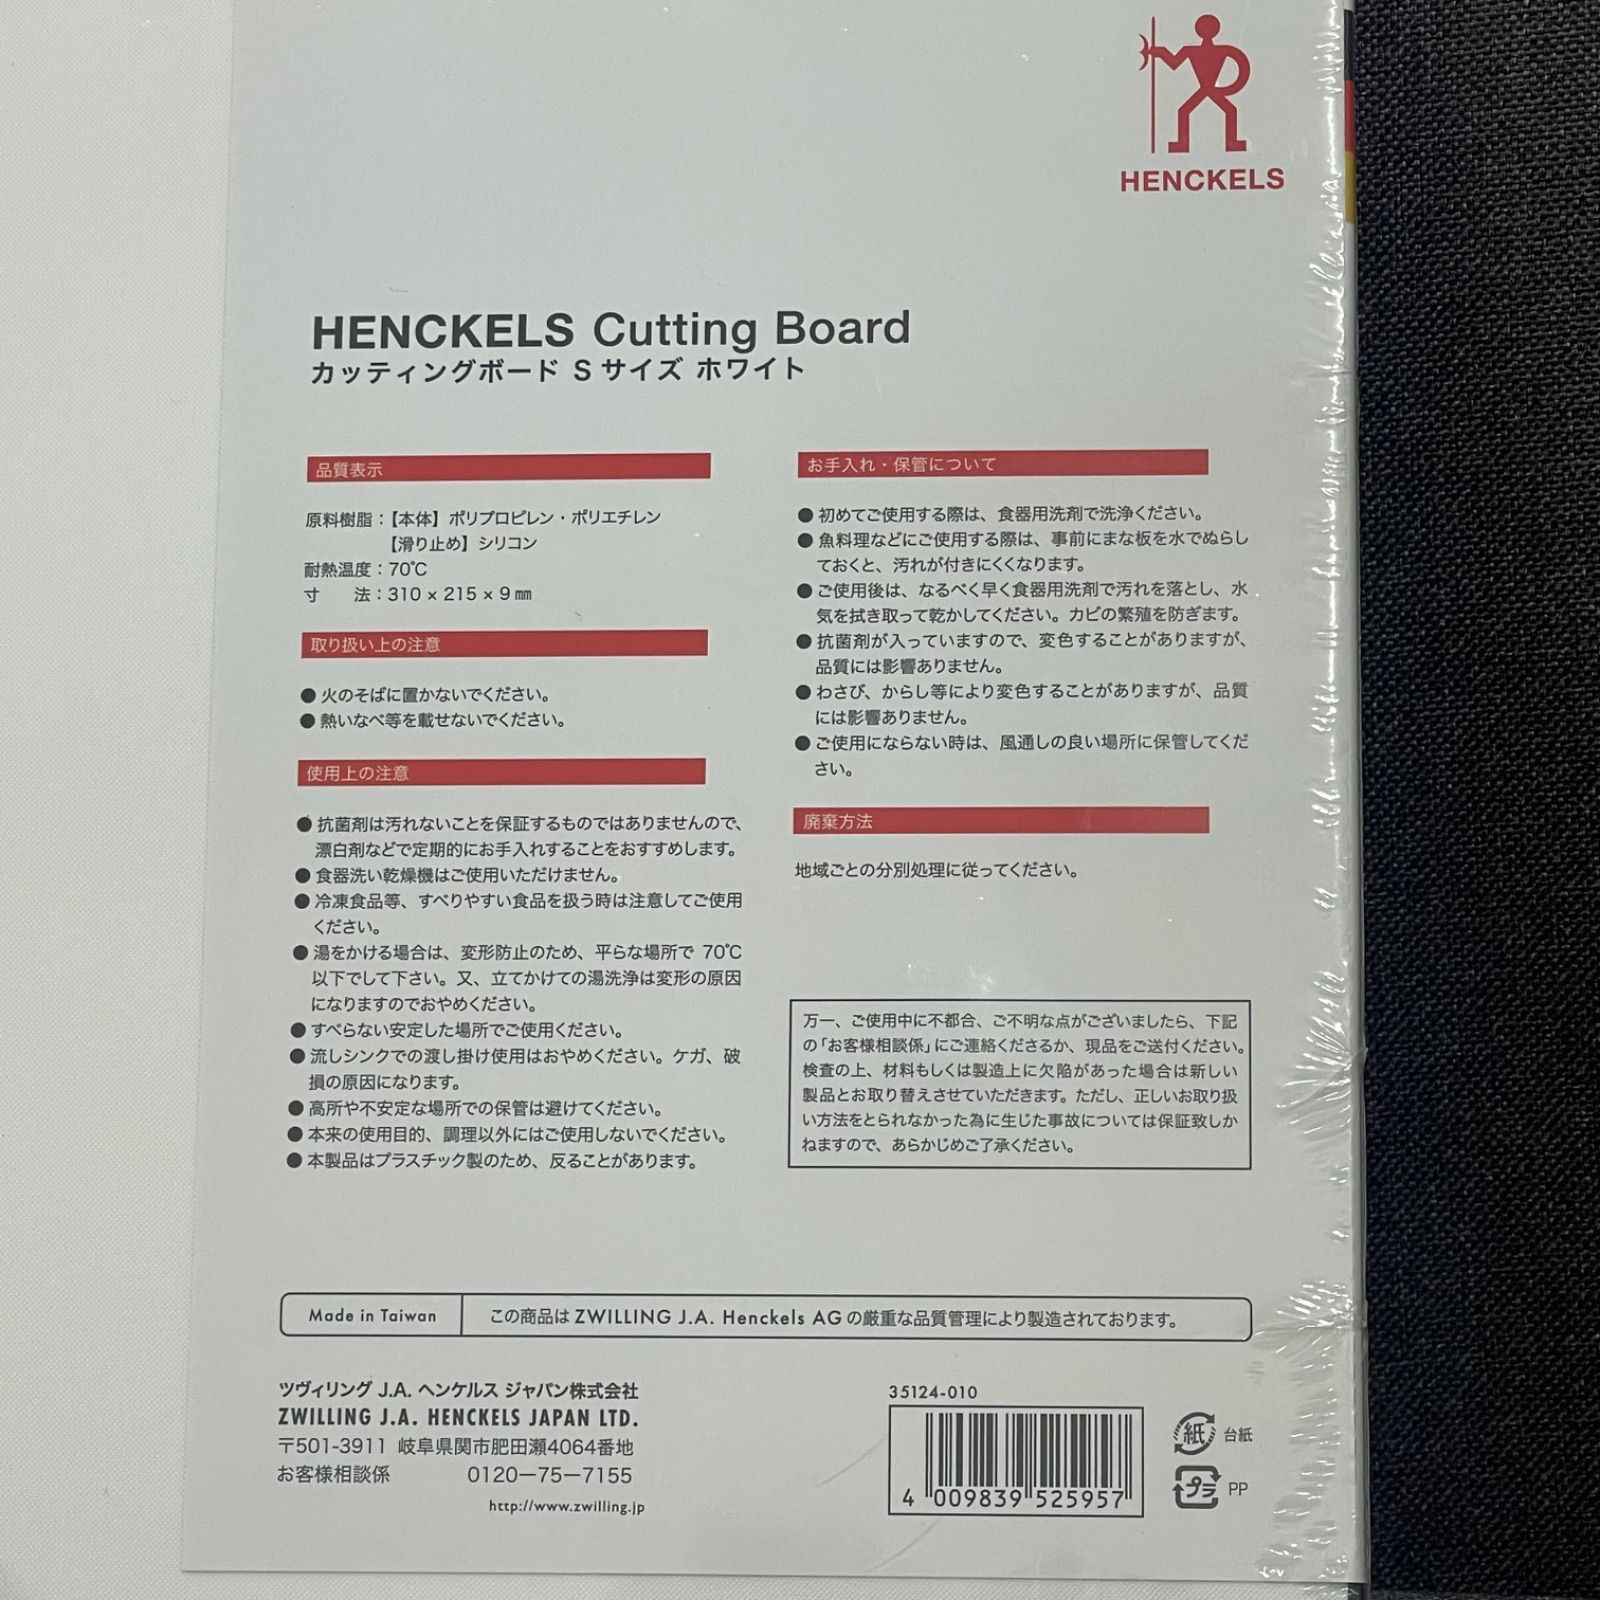 HENCKELS
HENCKELS Cutting Board
カッティングボード S サイズ ホワイト
品質表示
原料樹脂：【本体】ポリプロピレン・ポリエチレン
【滑り止め】シリコン
耐熱温度：70℃
寸　法：310 × 215 × 9 ㎜
取り扱い上の注意
● 火のそばに置かないでください。
● 熱いなべ等を載せないでください。
使用上の注意
● 抗菌剤は汚れないことを保証するものではありませんので、
漂白剤などで定期的にお手入れすることをおすすめします。
● 食器洗い乾燥機はご使用いただけません。
● 冷凍食品等、すべりやすい食品を扱う時は注意してご使用
ください。
● 湯をかける場合は、変形防止のため、平らな場所で 70℃
以下でして下さい。又、立てかけての湯洗浄は変形の原因
になりますのでおやめください。
● すべらない安定した場所でご使用ください。
● 流しシンクでの渡し掛け使用はおやめください。ケガ、破
損の原因になります。
● 高所や不安定な場所での保管は避けてください。
● 本来の使用目的、調理以外にはご使用しないでください。
● 本製品はプラスチック製のため、反ることがあります。
お手入れ・保管について
● 初めてご使用する際は、食器用洗剤で洗浄ください。
● 魚料理などにご使用する際は、事前にまな板を水でぬらし
ておくと、汚れが付きにくくなります。
● ご使用後は、なるべく早く食器用洗剤で汚れを落とし、水
気を拭き取って乾かしてください。カビの繁殖を防ぎます。
● 抗菌剤が入っていますので、変色することがありますが、
品質には影響ありません。
● わさび、からし等により変色することがありますが、品質
には影響ありません。
● ご使用にならない時は、風通しの良い場所に保管してくだ
さい。
廃棄方法
地域ごとの分別処理に従ってください。
万一、ご使用中に不都合、ご不明な点がございましたら、下記
の「お客様相談係」にご連絡くださるか、現品をご送付ください。
検査の上、材料もしくは製造上に欠陥があった場合は新しい
製品とお取り替えさせていただきます。ただし、正しいお取り扱
い方法をとられなかった為に生じた事故については保証致しか
ねますので、あらかじめご了承ください。
Made in Taiwan
この商品は ZWILLING J.A. Henckels AG の厳重な品質管理により製造されております。
ツヴィリング J.A. ヘンケルス ジャパン株式会社
ZWILLING J.A. HENCKELS JAPAN LTD.
〒501-3911 岐阜県関市肥田瀬4064番地
お客様相談係 0120－75－7155
http://www.zwilling.jp
35124-010
4 009839 525957
紙 台紙
プラ PP